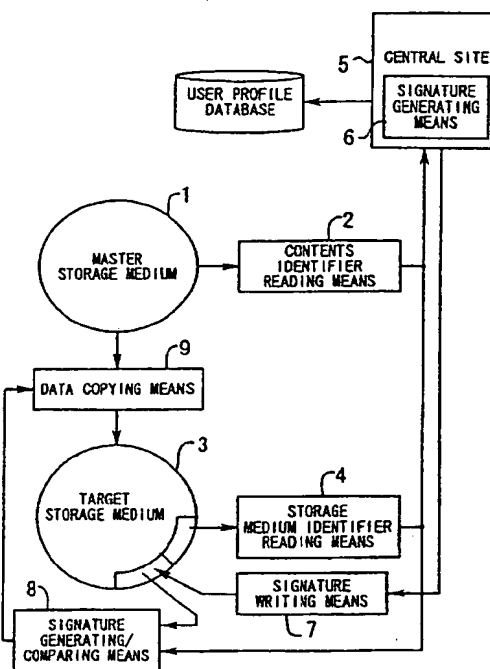 5
CENTRAL SITE
USER PROFILE
DATABASE
SIGNATURE
GENERATING
MEANS
6
1
2
MASTER
STORAGE MEDIUM
CONTENTS
IDENTIFIER
READING MEANS
9
DATA COPYING MEANS
3
4
TARGET
STORAGE MEDIUM
STORAGE
MEDIUM IDENTIFIER
READING MEANS
8
SIGNATURE
WRITING MEANS
7
SIGNATURE
GENERATING/
COMPARING MEANS